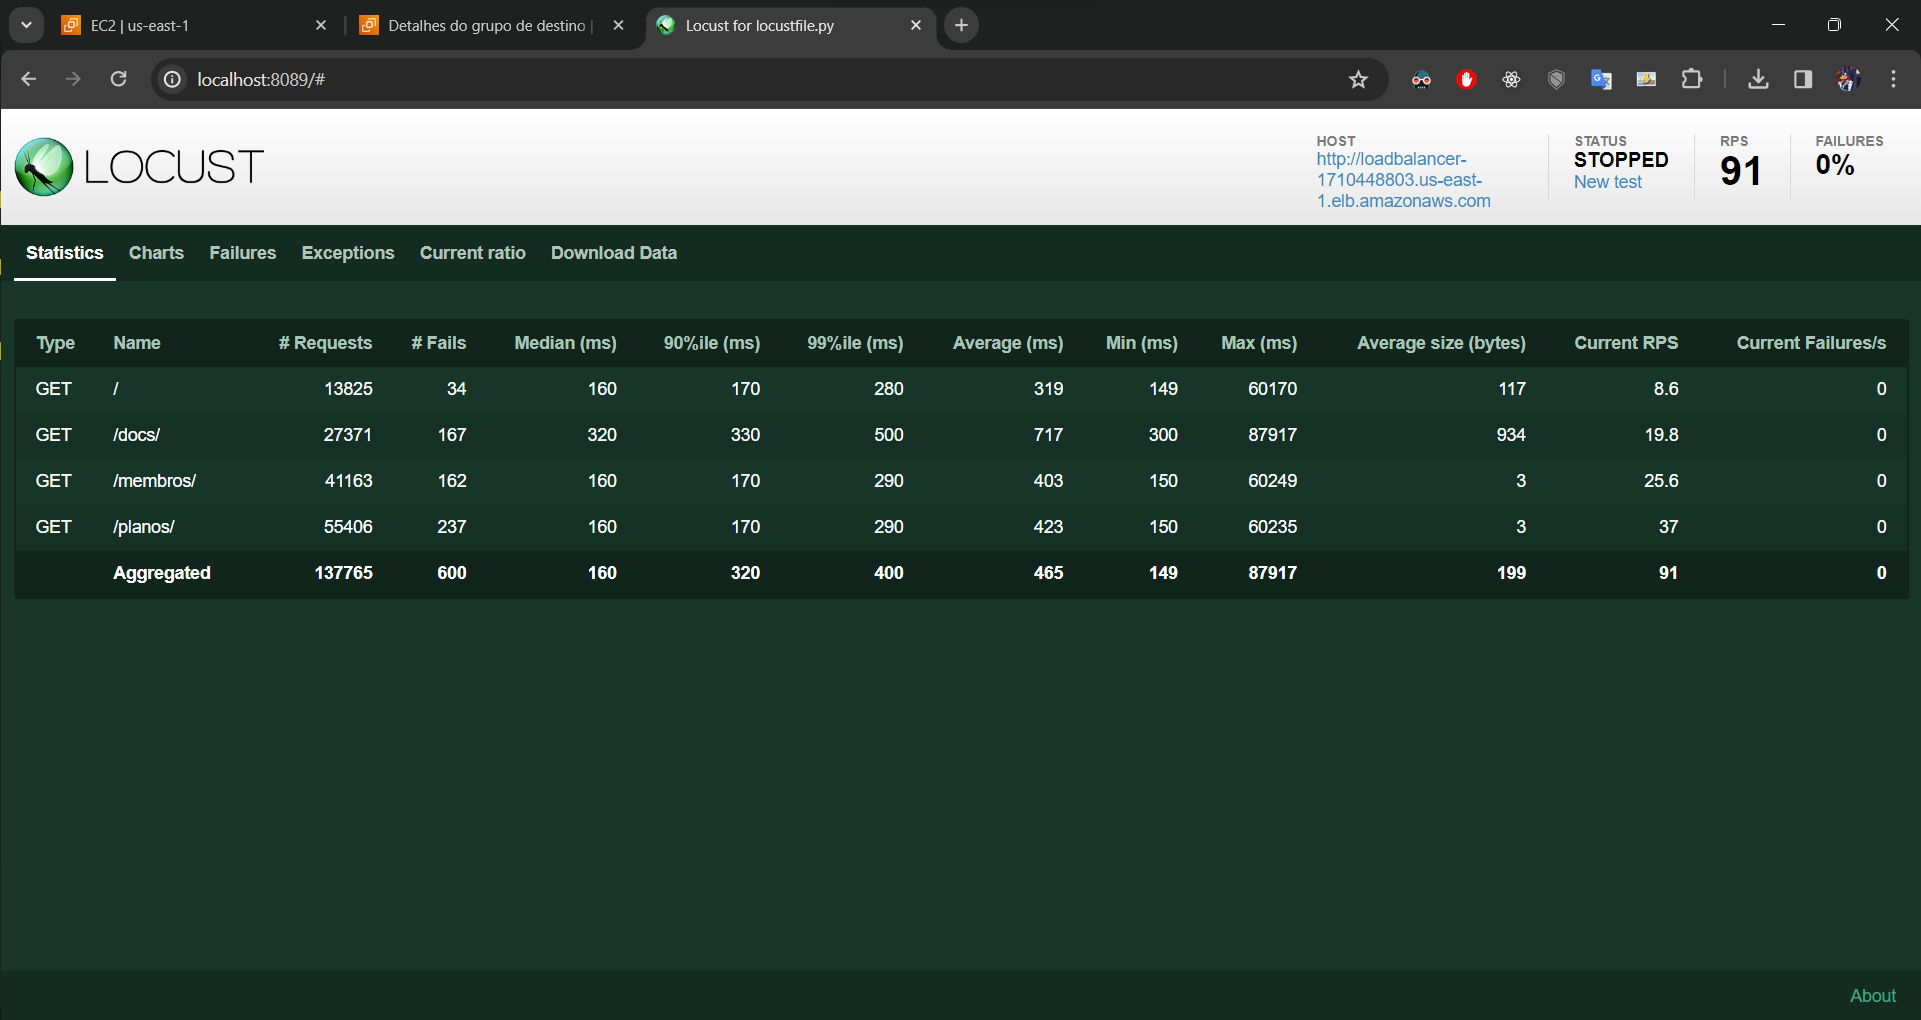 EC2 | us-east-1
Detalhes do grupo de destino |
Locust for locustfile.py
localhost:8089/#
LOCUST
HOST
http://loadbalancer-
1710448803.us-east-
1.elb.amazonaws.com
STATUS
STOPPED
New test
RPS
91
FAILURES
0%
Statistics Charts Failures Exceptions Current ratio Download Data
Type Name # Requests # Fails Median (ms) 90%ile (ms) 99%ile (ms) Average (ms) Min (ms) Max (ms) Average size (bytes) Current RPS Current Failures/s
GET / 13825 34 160 170 280 319 149 60170 117 8.6 0
GET /docs/ 27371 167 320 330 500 717 300 87917 934 19.8 0
GET /membros/ 41163 162 160 170 290 403 150 60249 3 25.6 0
GET /planos/ 55406 237 160 170 290 423 150 60235 3 37 0
Aggregated 137765 600 160 320 400 465 149 87917 199 91 0
About